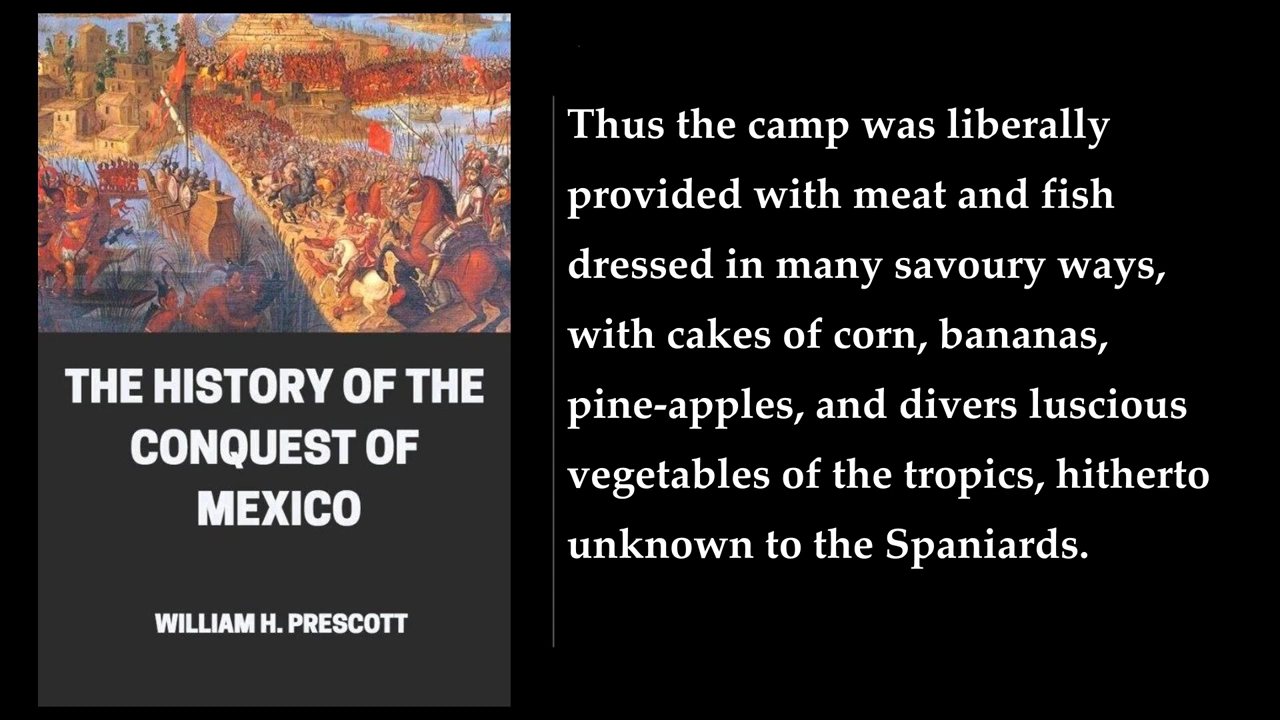 THE HISTORY OF THE
CONQUEST OF
MEXICO
WILLIAM H. PRESCOTT
Thus the camp was liberally
provided with meat and fish
dressed in many savoury ways,
with cakes of corn, bananas,
pine-apples, and divers luscious
vegetables of the tropics, hitherto
unknown to the Spaniards.